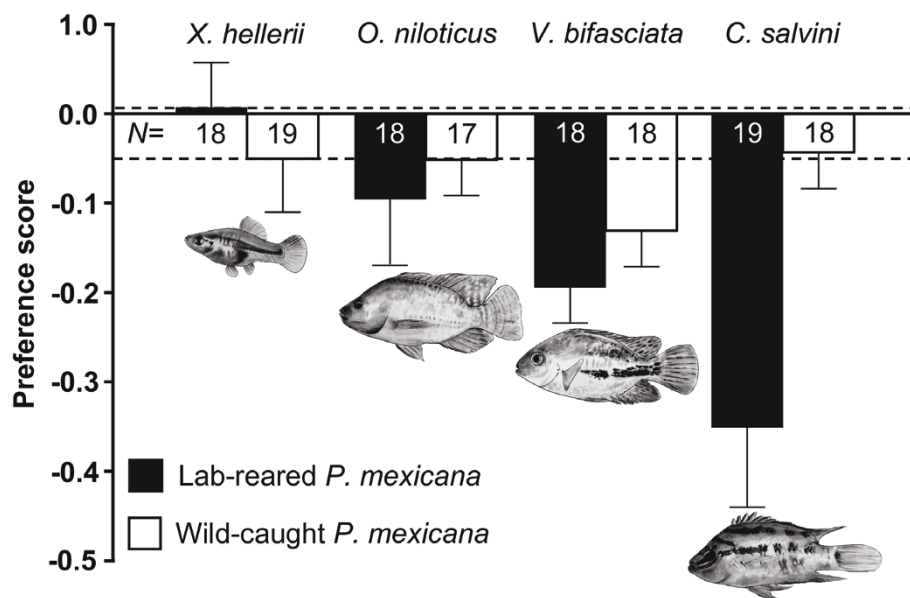 1.0
X. hellerii O. niloticus V. bifasciata C. salvini
0.0
N= 18 19 18 17 18 18 19 18
-0.1
-0.2
-0.3
-0.4
-0.5
Preference score
Lab-reared P. mexicana
Wild-caught P. mexicana